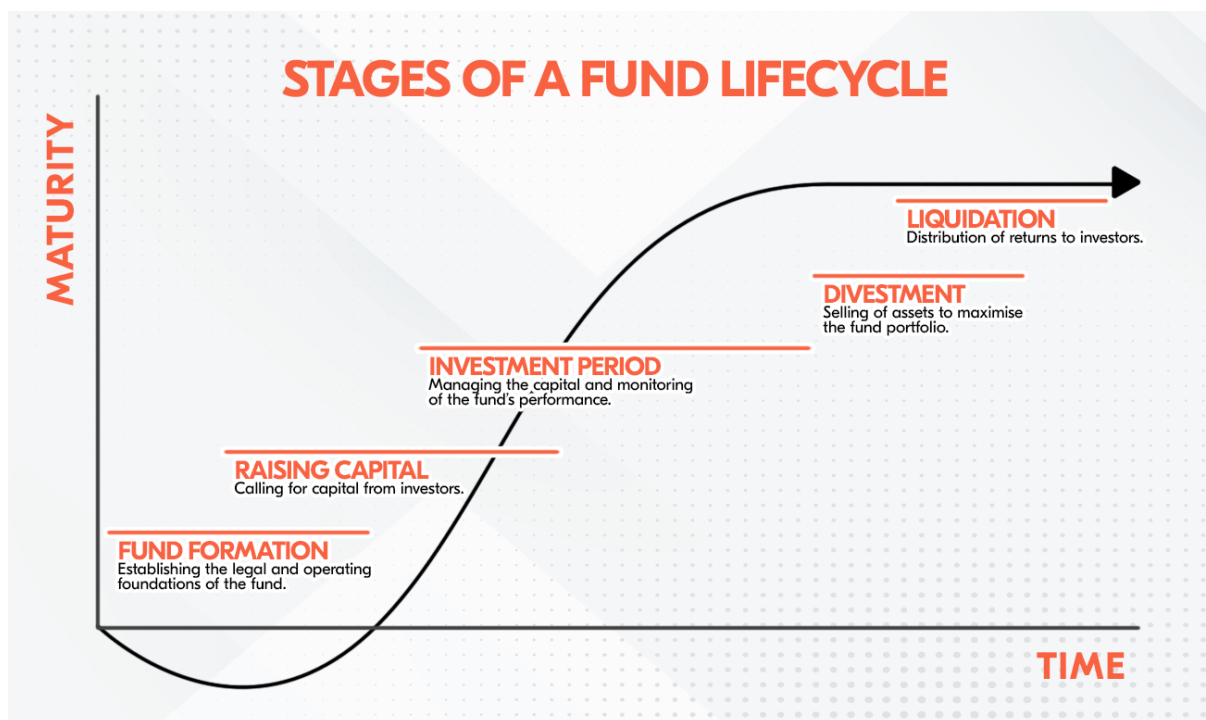 STAGES OF A FUND LIFECYCLE
MATURITY
LIQUIDATION
Distribution of returns to investors.
DIVESTMENT
Selling of assets to maximise
the fund portfolio.
INVESTMENT PERIOD
Managing the capital and monitoring
of the fund's performance.
RAISING CAPITAL
Calling for capital from investors.
FUND FORMATION
Establishing the legal and operating
foundations of the fund.
TIME